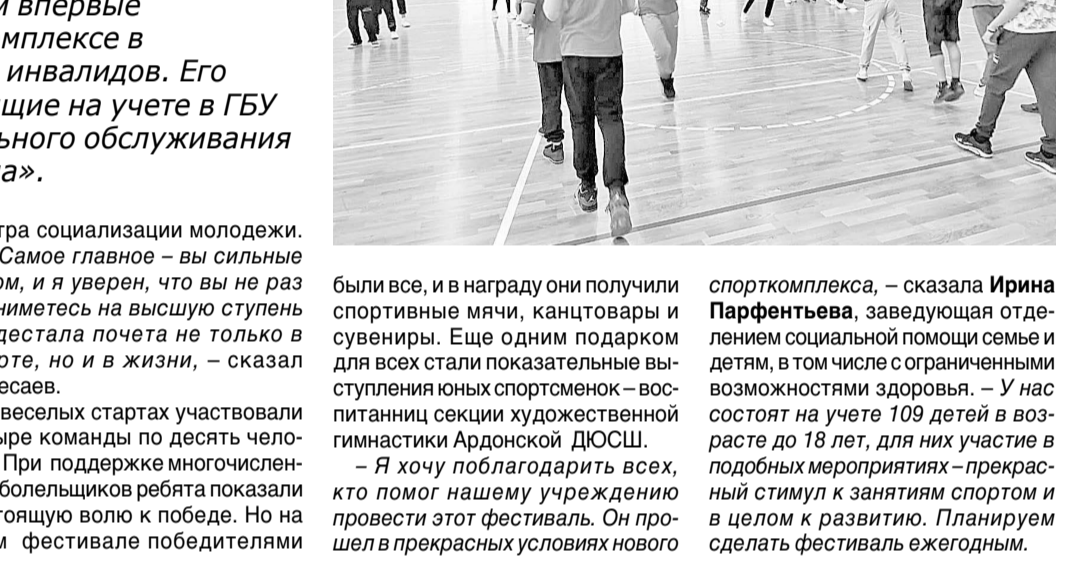 и впервые
мплексе в
инвалидов. Его
щие на учете в ГБУ
ьного обслуживания
а».
тра социализации молодежи.
Самое главное – вы сильные
ом, и я уверен, что вы не раз
ниметесь на высшую ступень
дестала почета не только в
рте, но и в жизни, – сказал
есаев.
веселых стартах участвовали
ыре команды по десять чело-
При поддержке многочислен-
болельщиков ребята показали
тоящую волю к победе. Но на
м фестивале победителями
были все, и в награду они получили
спортивные мячи, канцтовары и
сувениры. Еще одним подарком
для всех стали показательные вы-
ступления юных спортсменок – вос-
питанниц секции художественной
гимнастики Ардонской ДЮСШ.
– Я хочу поблагодарить всех,
кто помог нашему учреждению
провести этот фестиваль. Он про-
шел в прекрасных условиях нового
спорткомплекса, – сказала Ирина
Парфентьева, заведующая отде-
лением социальной помощи семье и
детям, в том числе с ограниченными
возможностями здоровья. – У нас
состоят на учете 109 детей в воз-
расте до 18 лет, для них участие в
подобных мероприятиях – прекрас-
ный стимул к занятиям спортом и
в целом к развитию. Планируем
сделать фестиваль ежегодным.